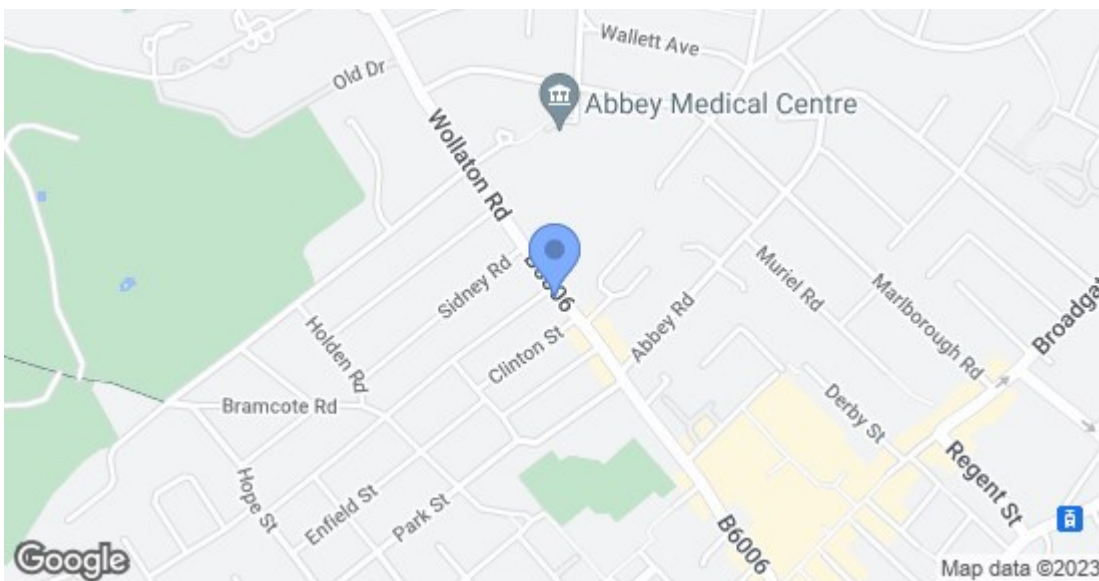 Wallett Ave
Old Dr
Abbey Medical Centre
Wollaton Rd
Sidney Rd
B6006
Muriel Rd
Marlborough Rd
Broadgat
Holden Rd
Clinton St
Abbey Rd
Bramcote Rd
Derby St
Regent St
Hope St
Enfield St
Park St
B6006
Google
Map data ©2023